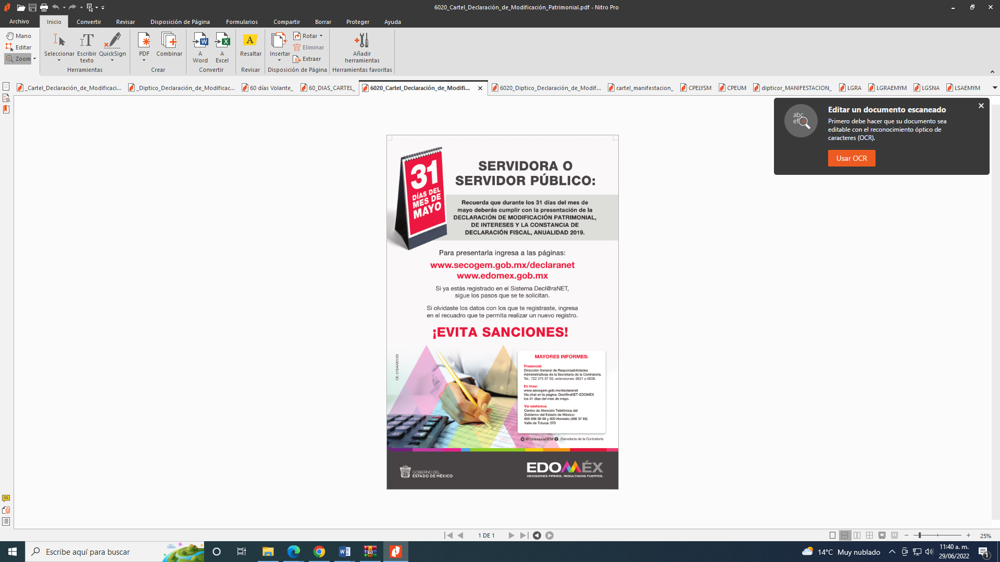 6020_Cartel_Declaración_de_Modificación_Patrimonial.pdf - Nitro Pro
Archivo
Inicio
Convertir
Revisar
Disposición de Página
Formularios
Compartir
Borrar
Proteger
Ayuda
Mano
Editar
Zoom
Seleccionar
Escribir texto
QuickSign
Herramientas
PDF
Combinar
Crear
A Word
A Excel
Convertir
Resaltar
Revisar
Insertar
Rotar
Eliminar
Extraer
Disposición de Página
Añadir herramientas
Herramientas favoritas
_Cartel_Declaración_de_Modificaci...
_Diptico_Declaración_de_Modificac...
60 días Volante_
60_DIAS_CARTEL_
6020_Cartel_Declaración_de_Modifi...
6020_Diptico_Declaración_de_Modif...
cartel_manifestacion_
CPELYSM
CPEUM
dipticor_MANIFESTACION_
LGRA
LGRAEMYM
LGSNA
LSAEMYM
Editar un documento escaneado
Primero debe hacer que su documento sea
editable con el reconocimiento óptico de
caracteres (OCR).
Usar OCR
31
DÍAS DEL
MES DE
MAYO
SERVIDORA O
SERVIDOR PÚBLICO:
Recuerda que durante los 31 días del mes de
mayo deberás cumplir con la presentación de la
DECLARACIÓN DE MODIFICACIÓN PATRIMONIAL,
DE INTERESES Y LA CONSTANCIA DE
DECLARACIÓN FISCAL, ANUALIDAD 2019.
Para presentarla ingresa a las páginas:
www.secogem.gob.mx/declaranet
www.edomex.gob.mx
Si ya estás registrado en el Sistema Decl@raNET,
sigue los pasos que se te solicitan.
Si olvidaste los datos con los que te registraste, ingresa
en el recuadro que te permita realizar un nuevo registro.
¡EVITA SANCIONES!
CE: 210/A/001/20
MAYORES INFORMES:
Presencial:
Dirección General de Responsabilidades
Administrativas de la Secretaría de la Contraloría.
Tel.: 722 275 67 00, extensiones: 6621 o 6638.
En línea:
www.secogem.gob.mx/declaranet
Vía chat en la página: Decl@raNET-EDOMEX
los 31 días del mes de mayo.
Vía telefónica:
Centro de Atención Telefónica del
Gobierno del Estado de México:
800 696 96 96 y 800 Honesto (466 37 86)
Valle de Toluca: 070
@ContraloriaGEM /Secretaría de la Contraloría
GOBIERNO DEL
ESTADO DE MÉXICO
EDOMÉX
DECISIONES FIRMES, RESULTADOS FUERTES.
1 DE 1
25%
Escribe aquí para buscar
14°C Muy nublado
11:40 a. m.
29/06/2022
1